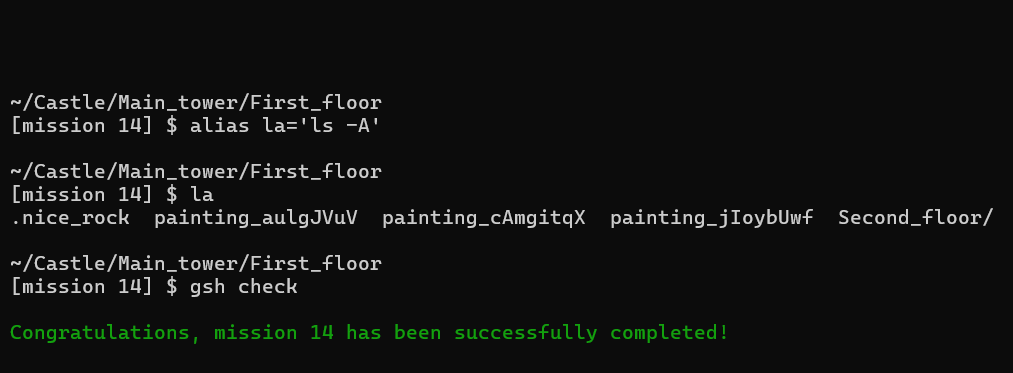 ~/Castle/Main_tower/First_floor
[mission 14] $ alias la='ls -A'
~/Castle/Main_tower/First_floor
[mission 14] $ la
.nice_rock  painting_aulgJVuV  painting_cAmgitqX  painting_jIoybUwf  Second_floor/
~/Castle/Main_tower/First_floor
[mission 14] $ gsh check
Congratulations, mission 14 has been successfully completed!